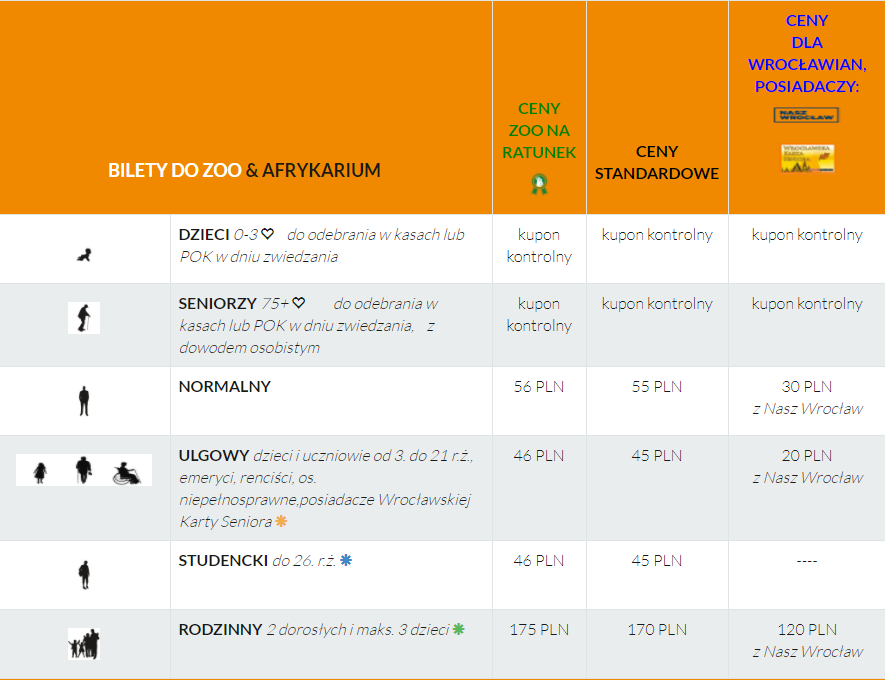 CENY
DLA
WROCŁAWIAN,
POSIADACZY:
NASZ
WROCŁAW
CENY
ZOO NA
RATUNEK
CENY
STANDARDOWE
BILETY DO ZOO & AFRYKARIUM
DZIECI 0-3 do odebrania w kasach lub
POK w dniu zwiedzania
kupon
kontrolny
kupon kontrolny
kupon kontrolny
SENIORZY 75+ do odebrania w
kasach lub POK w dniu zwiedzania, z
dowodem osobistym
kupon
kontrolny
kupon kontrolny
kupon kontrolny
NORMALNY
56 PLN
55 PLN
30 PLN
z Nasz Wrocław
ULGOWY dzieci i uczniowie od 3. do 21 r.ż.,
emeryci, renciści, os.
niepełnosprawne,posiadacze Wrocławskiej
Karty Seniora
46 PLN
45 PLN
20 PLN
z Nasz Wrocław
STUDENCKI do 26. r.ż.
46 PLN
45 PLN
----
RODZINNY 2 dorosłych i maks. 3 dzieci
175 PLN
170 PLN
120 PLN
z Nasz Wrocław